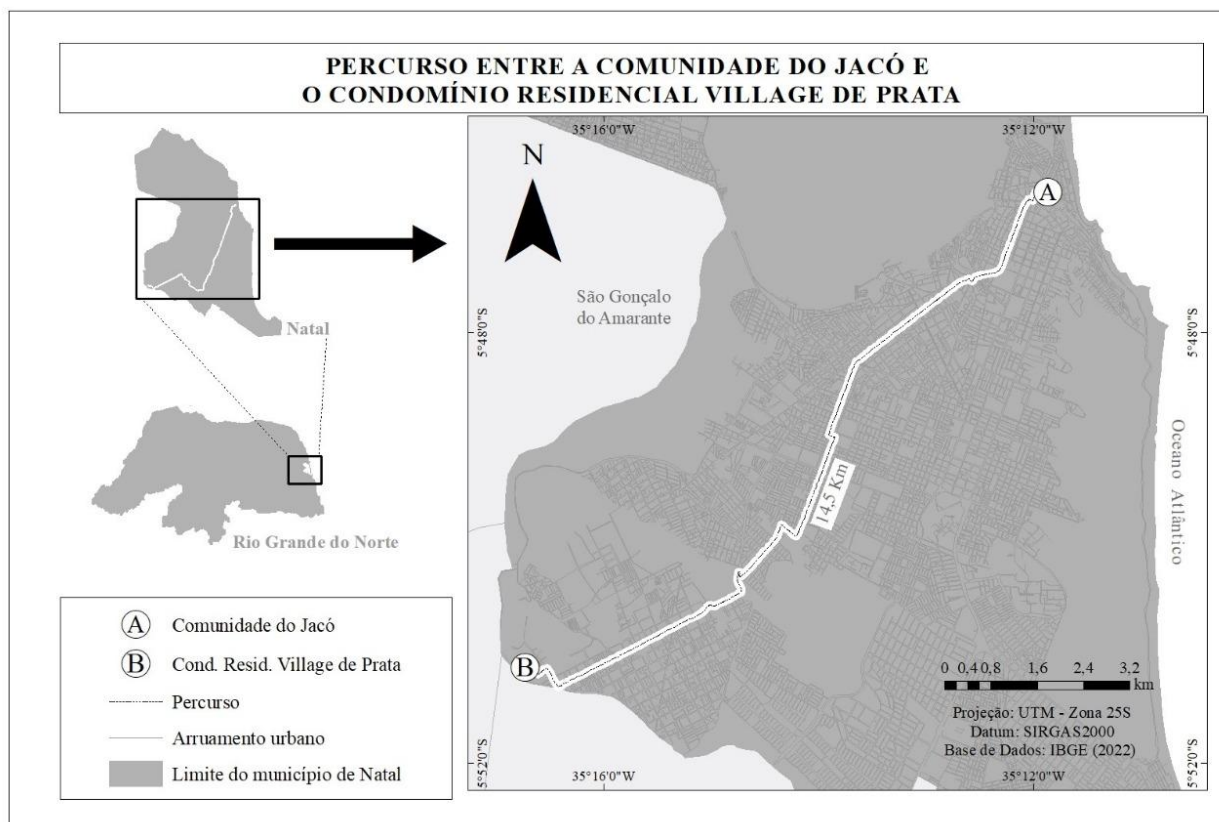 PERCURSO ENTRE A COMUNIDADE DO JACÓ E
O CONDOMÍNIO RESIDENCIAL VILLAGE DE PRATA
Natal
Rio Grande do Norte
A Comunidade do Jacó
B Cond. Resid. Village de Prata
Percurso
Arruamento urbano
Limite do município de Natal
35°16'0"W
35°12'0"W
N
A
São Gonçalo
do Amarante
5°48'0"S
5°48'0"S
Oceano Atlântico
14,5 Km
B
0 0,4 0,8 1,6 2,4 3,2
km
Projeção: UTM - Zona 25S
Datum: SIRGAS2000
Base de Dados: IBGE (2022)
5°52'0"S
5°52'0"S
35°16'0"W
35°12'0"W